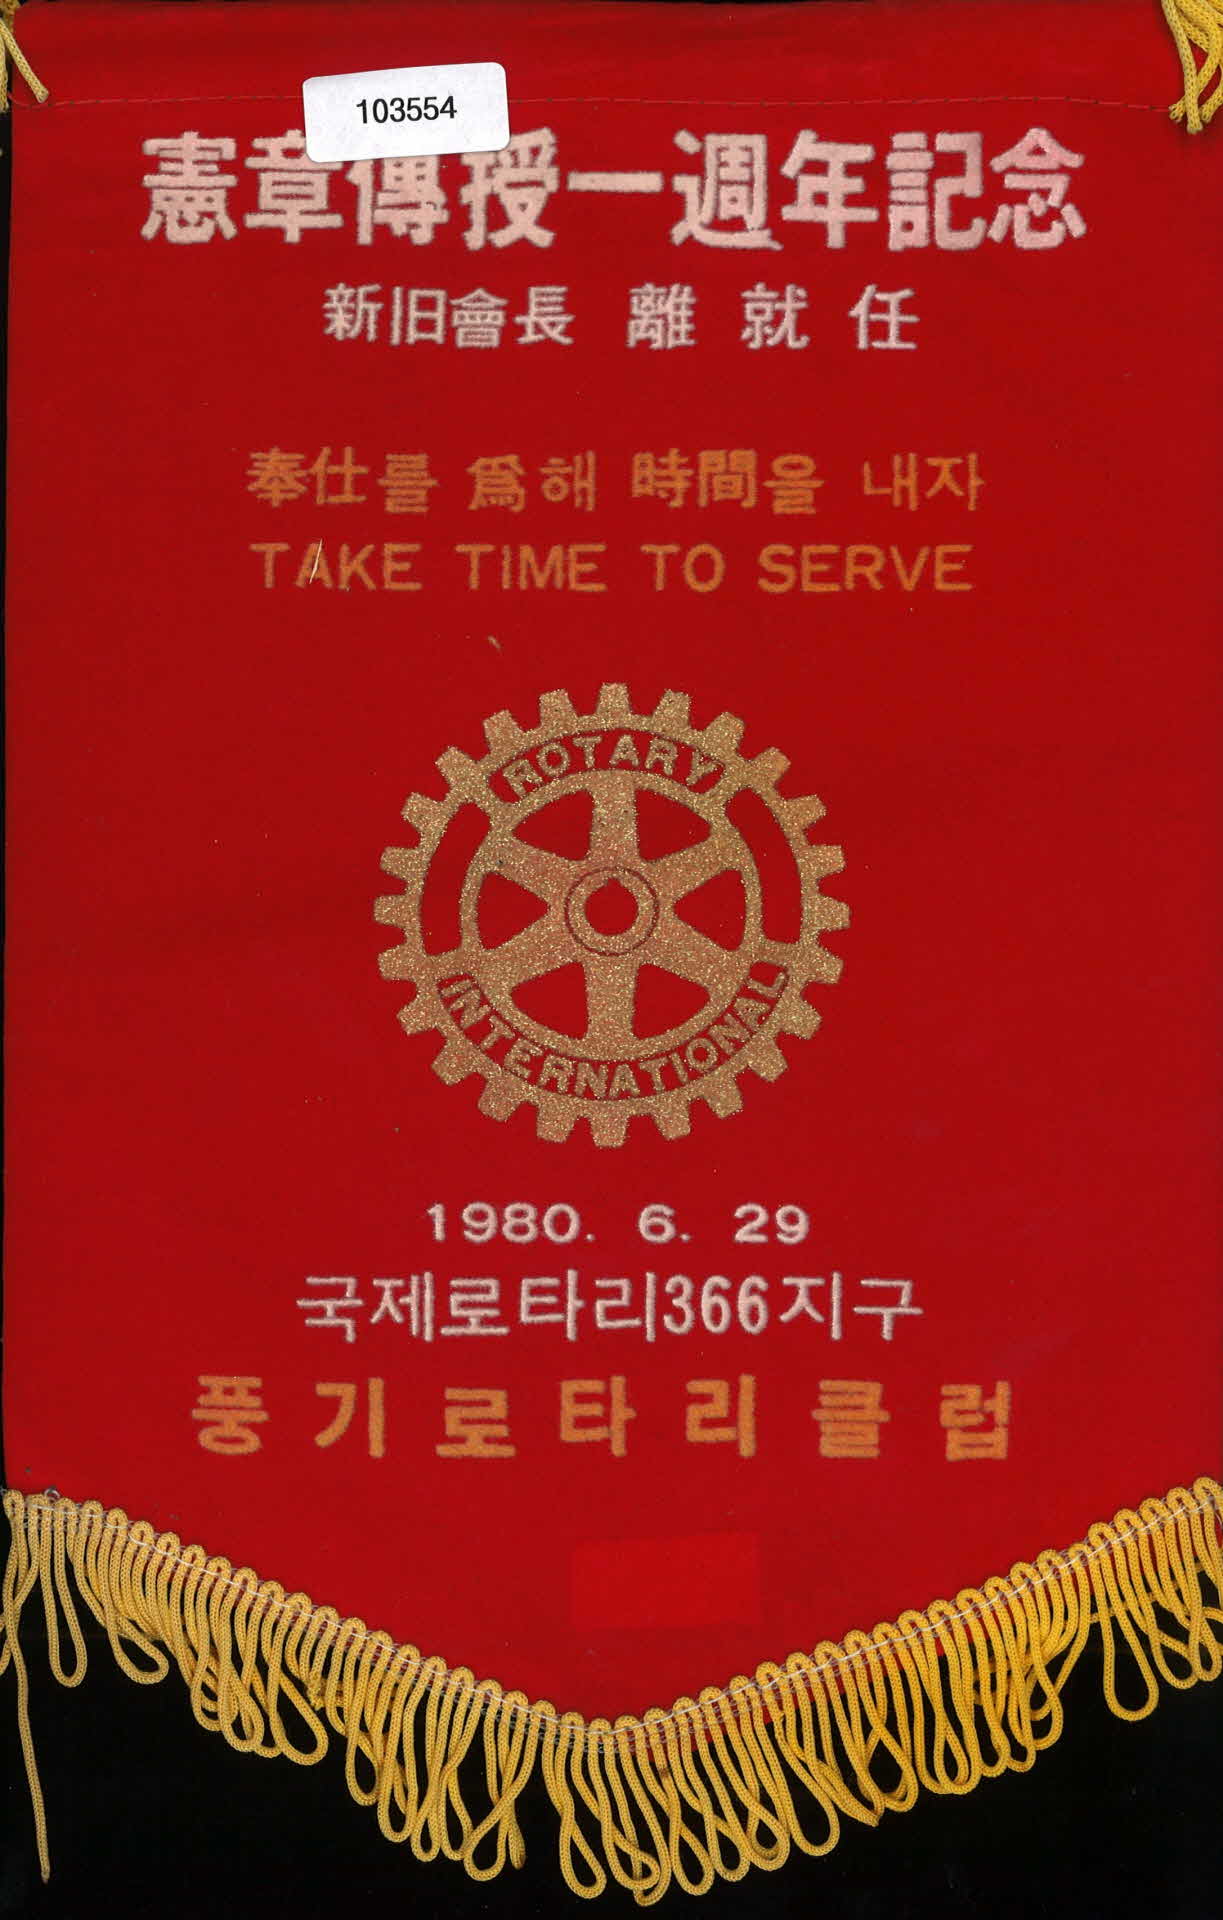 103554
憲章傳授一週年記念
新旧會長 離就任
奉仕를 爲해 時間을 내자
TAKE TIME TO SERVE
ROTARY
INTERNATIONAL
1980. 6. 29
국제로타리366지구
풍기로타리클럽